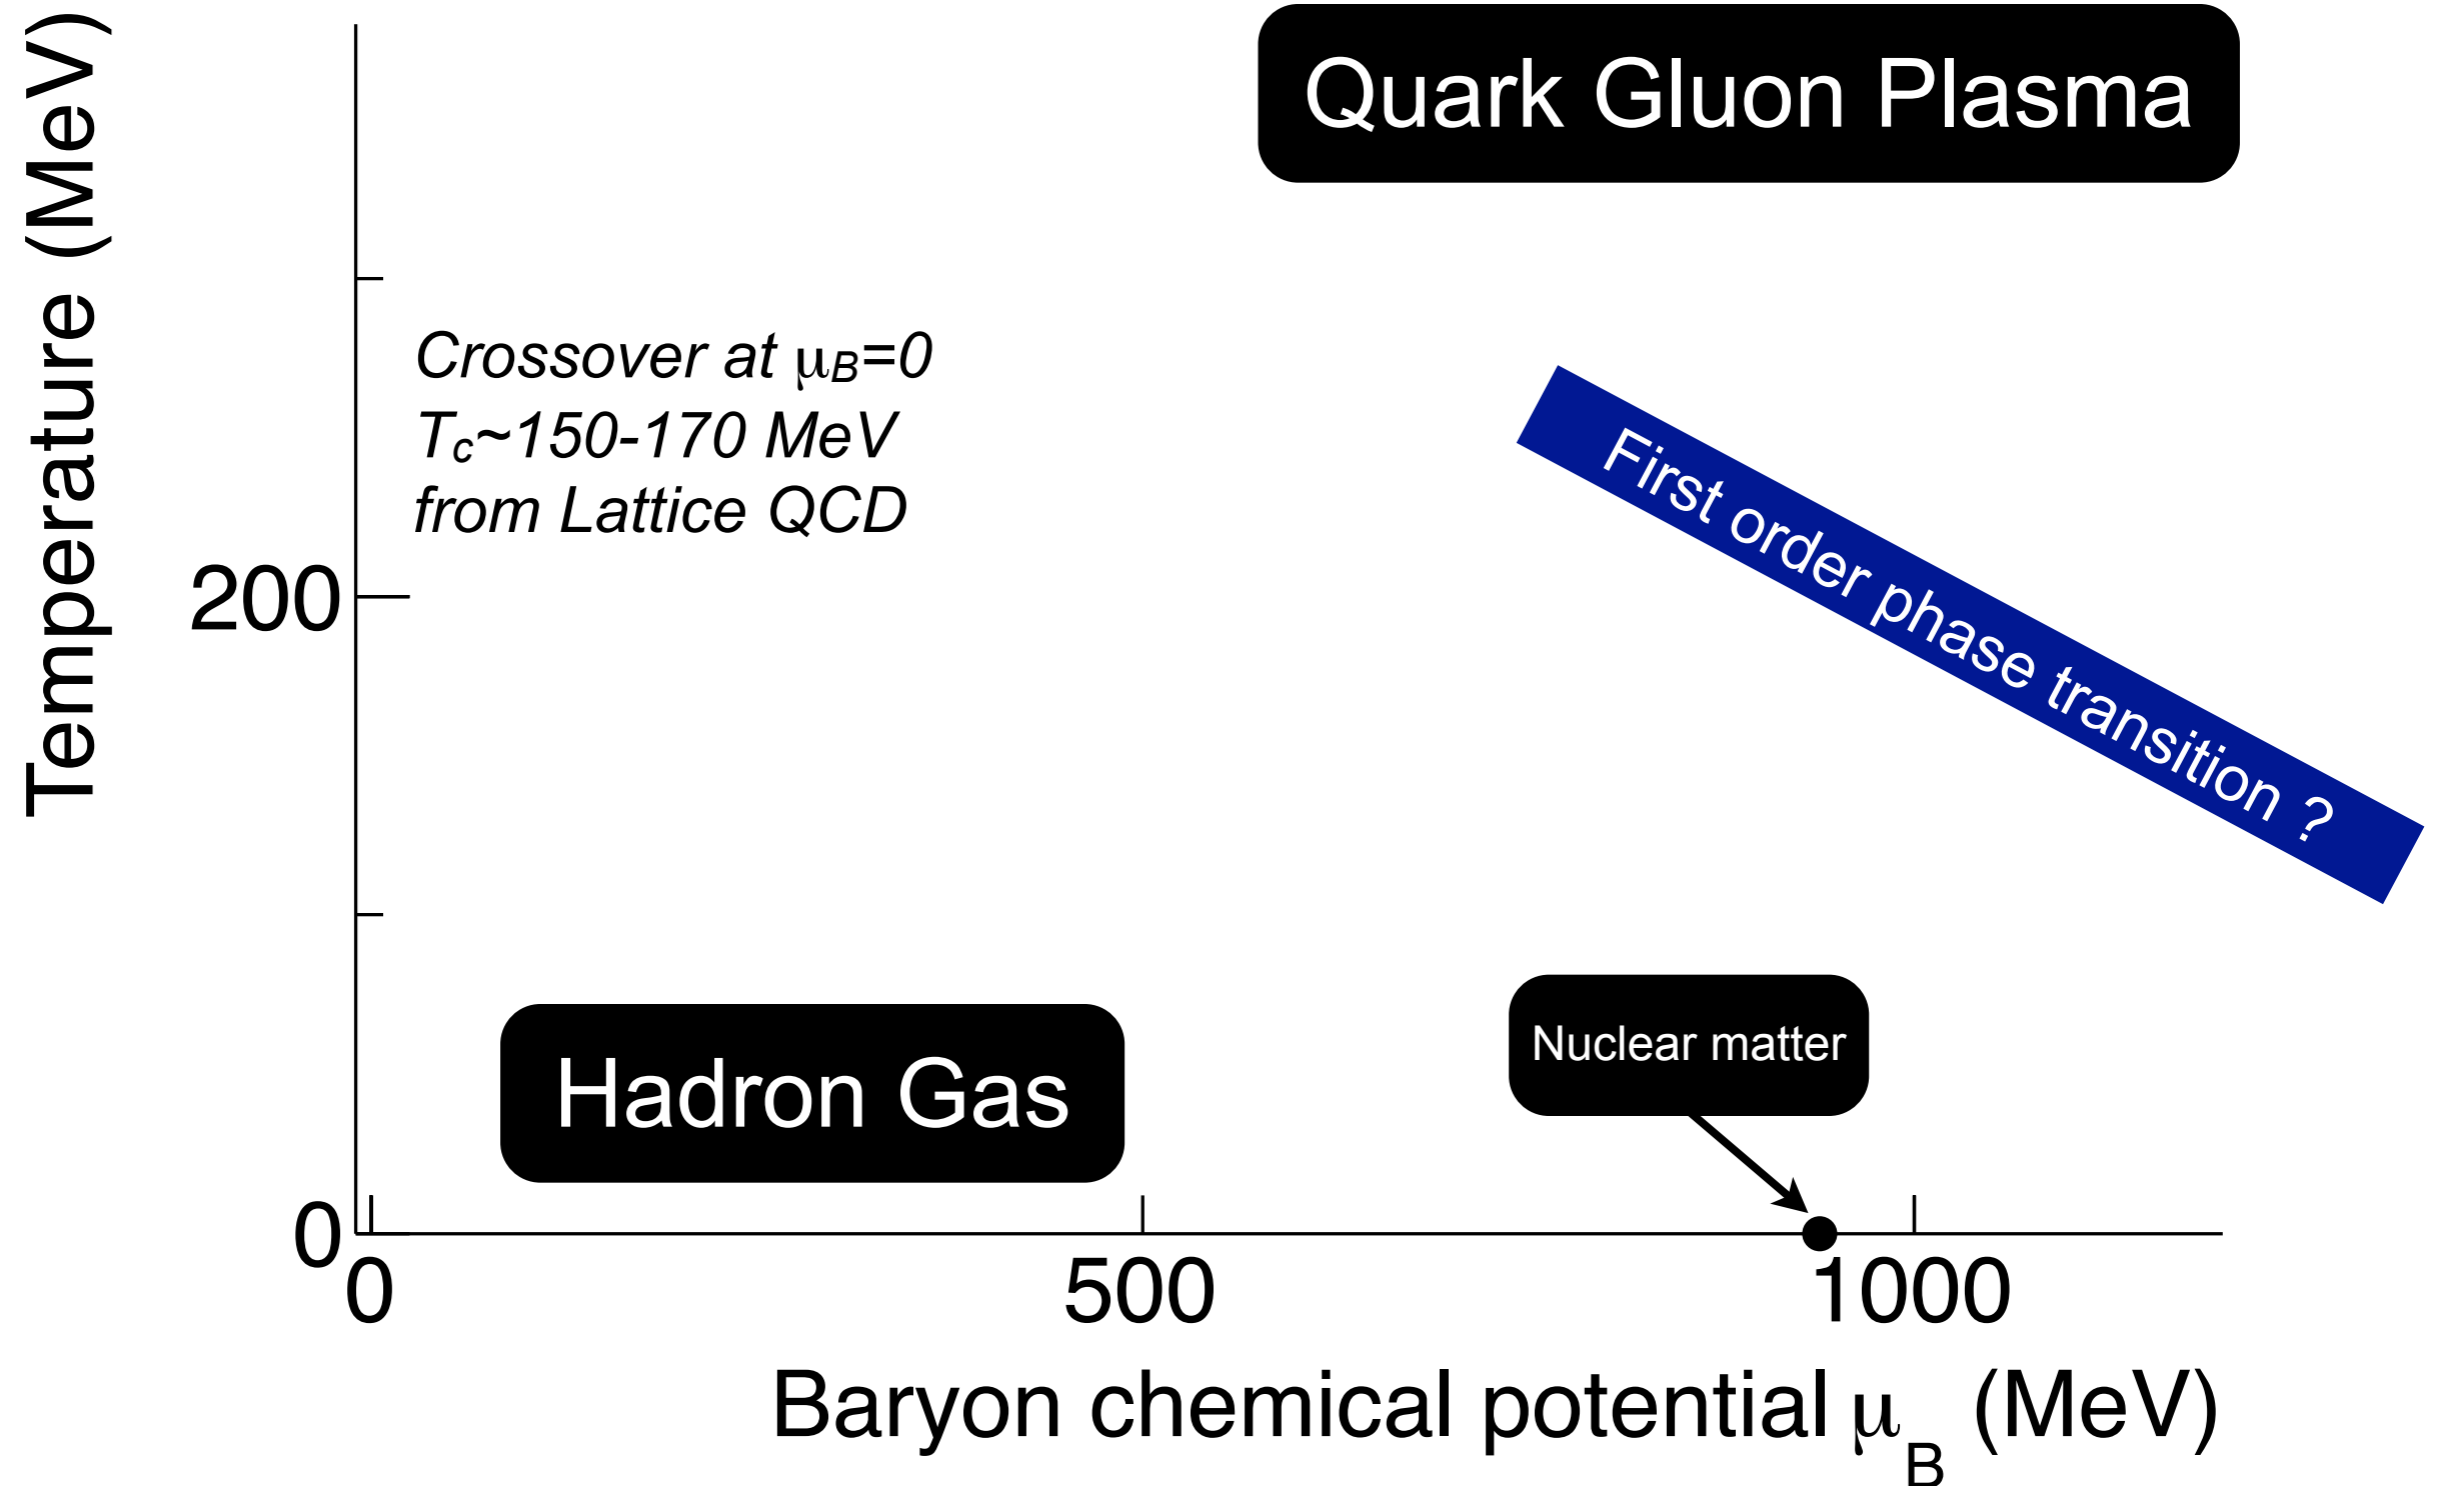 Temperature (MeV)
Quark Gluon Plasma
Crossover at μB=0
Tc~150-170 MeV
from Lattice QCD
First order phase transition ?
200
Nuclear matter
Hadron Gas
0
0
500
1000
Baryon chemical potential μB (MeV)